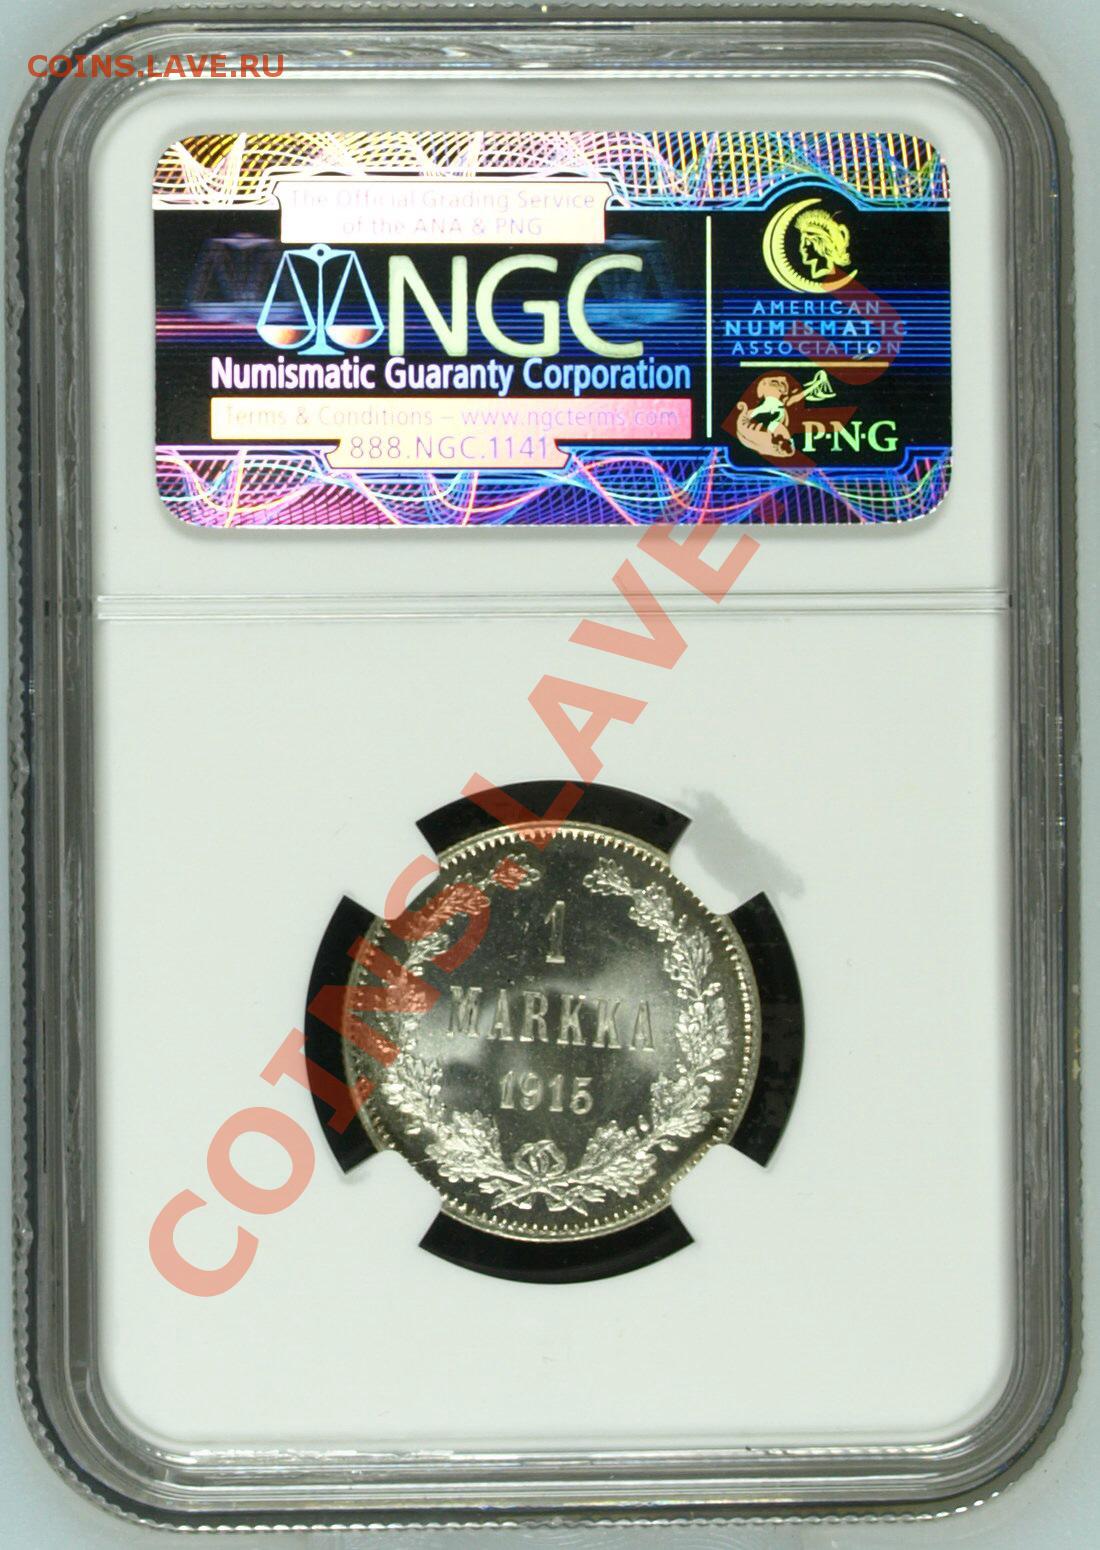 COINS.LAVE.RU
The Official Grading Service
of the ANA & PNG
NGC
Numismatic Guaranty Corporation
Terms & Conditions – www.ngcterms.com
888.NGC.1141
AMERICAN
NUMISMATIC
ASSOCIATION
P·N·G
COINS.LAVE.RU
1
MARKKA
1915